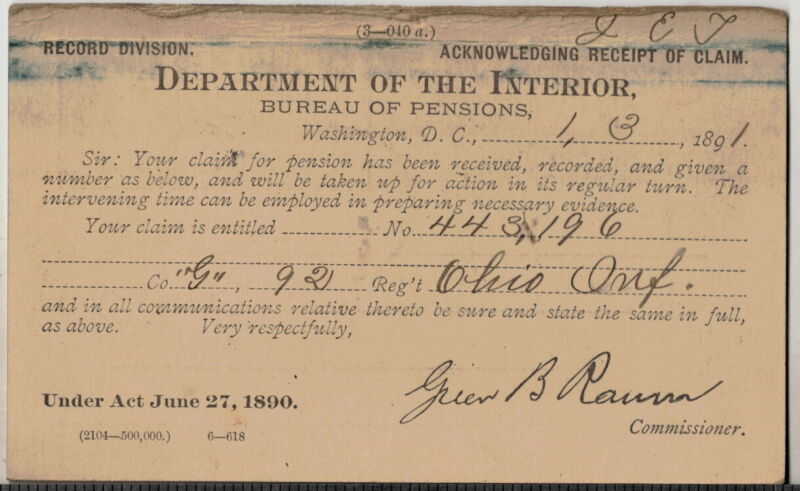 (3—040 a.) J E T
RECORD DIVISION. ACKNOWLEDGING RECEIPT OF CLAIM.
DEPARTMENT OF THE INTERIOR,
BUREAU OF PENSIONS,
Washington, D. C., 1, 3, 1891.
Sir: Your claim for pension has been received, recorded, and given a
number as below, and will be taken up for action in its regular turn. The
intervening time can be employed in preparing necessary evidence.
Your claim is entitled No. 443,196
Co. "G", 92 Reg't Ohio Inf.
and in all communications relative thereto be sure and state the same in full,
as above. Very respectfully,
Green B Raum
Under Act June 27, 1890.
Commissioner.
(2104—500,000.) 6—618